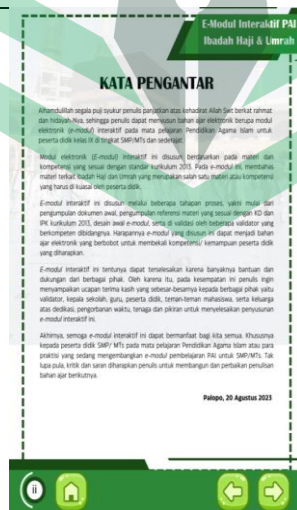 E-Modul Interaktif PAI
Ibadah Haji & Umrah
KATA PENGANTAR
Alhamdulillah segala puji syukur penulis panjatkan atas kehadirat Allah Swt berkat rahmat
dan hidayah-Nya, sehingga penulis dapat menyusun bahan ajar elektronik berupa modul
elektronik (e-modul) interaktif pada mata pelajaran Pendidikan Agama Islam untuk
peserta didik kelas IX di tingkat SMP/MTs dan sederajat.
Modul elektronik (E-modul) interaktif ini disusun berdasarkan pada materi dan
kompetensi yang sesuai dengan standar kurikulum 2013. Pada e-modul ini, membahas
materi terkait Ibadah Haji dan Umrah yang merupakan salah satu materi atau kompetensi
yang harus di kuasai oleh peserta didik.
E-modul interaktif ini disusun melalui beberapa tahapan proses, yakni mulai dari
pengumpulan dokumen awal, pengumpulan referensi materi yang sesuai dengan KD dan
IPK kurikulum 2013, desain awal e-modul, serta di validasi oleh beberapa validator yang
berkompeten dibidangnya. Harapannya e-modul yang disusun ini dapat menjadi bahan
ajar elektronik yang berbobot untuk membekali kompetensi/ kemampuan peserta didik
yang diharapkan.
E-modul interaktif ini tentunya dapat terselesaikan karena banyaknya bantuan dan
dukungan dari berbagai pihak. Oleh karena itu, pada kesempatan ini penulis ingin
menyampaikan ucapan terima kasih yang sebesar-besarnya kepada berbagai pihak yaitu
validator, kepala sekolah, guru, peserta didik, teman-teman mahasiswa, serta keluarga
atas dedikasi, pengorbanan waktu, tenaga dan pikiran untuk menyelesaikan penyusunan
e-modul interaktif ini.
Akhirnya, semoga e-modul interaktif ini dapat bermanfaat bagi kita semua. Khususnya
kepada peserta didik SMP/ MTs pada mata pelajaran Pendidikan Agama Islam atau para
praktisi yang sedang mengembangkan e-modul pembelajaran PAI untuk SMP/MTs. Tak
lupa pula, kritik dan saran diharapkan penulis untuk membangun dan perbaikan penulisan
bahan ajar berikutnya.
Palopo, 20 Agustus 2023
ii